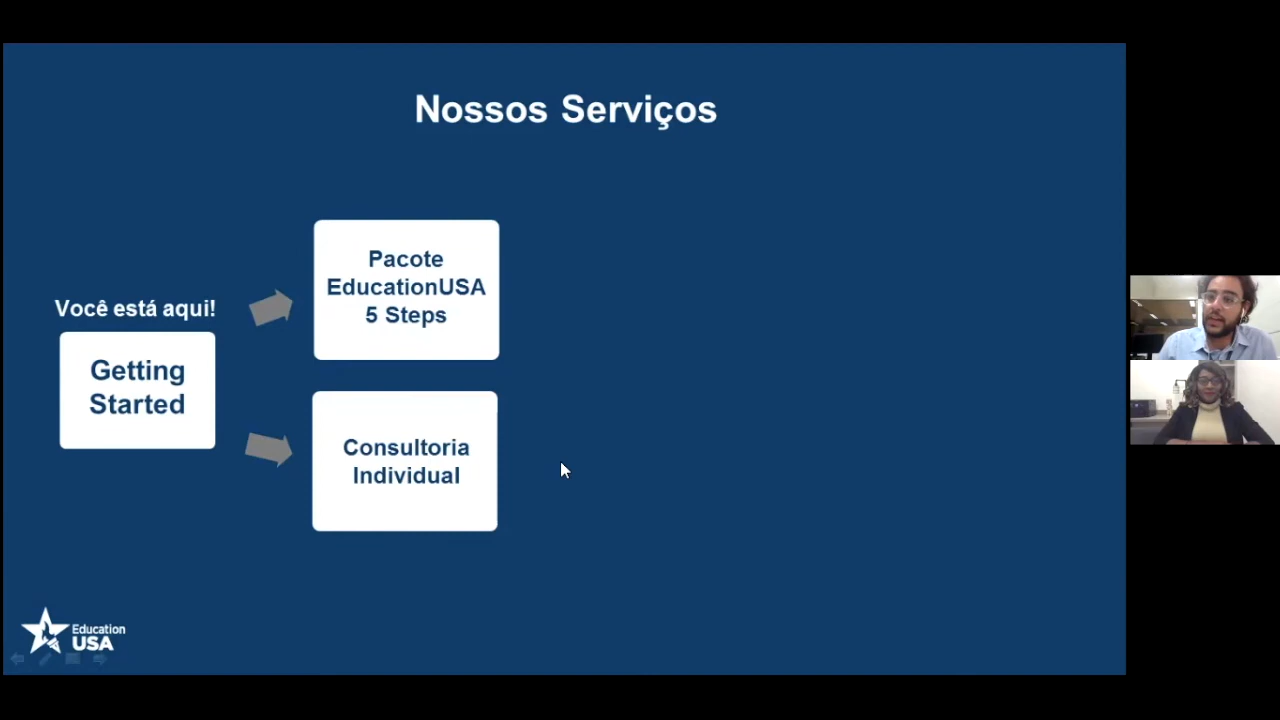 Nossos Serviços
Você está aqui!
Getting
Started
Pacote
EducationUSA
5 Steps
Consultoria
Individual
Education
USA